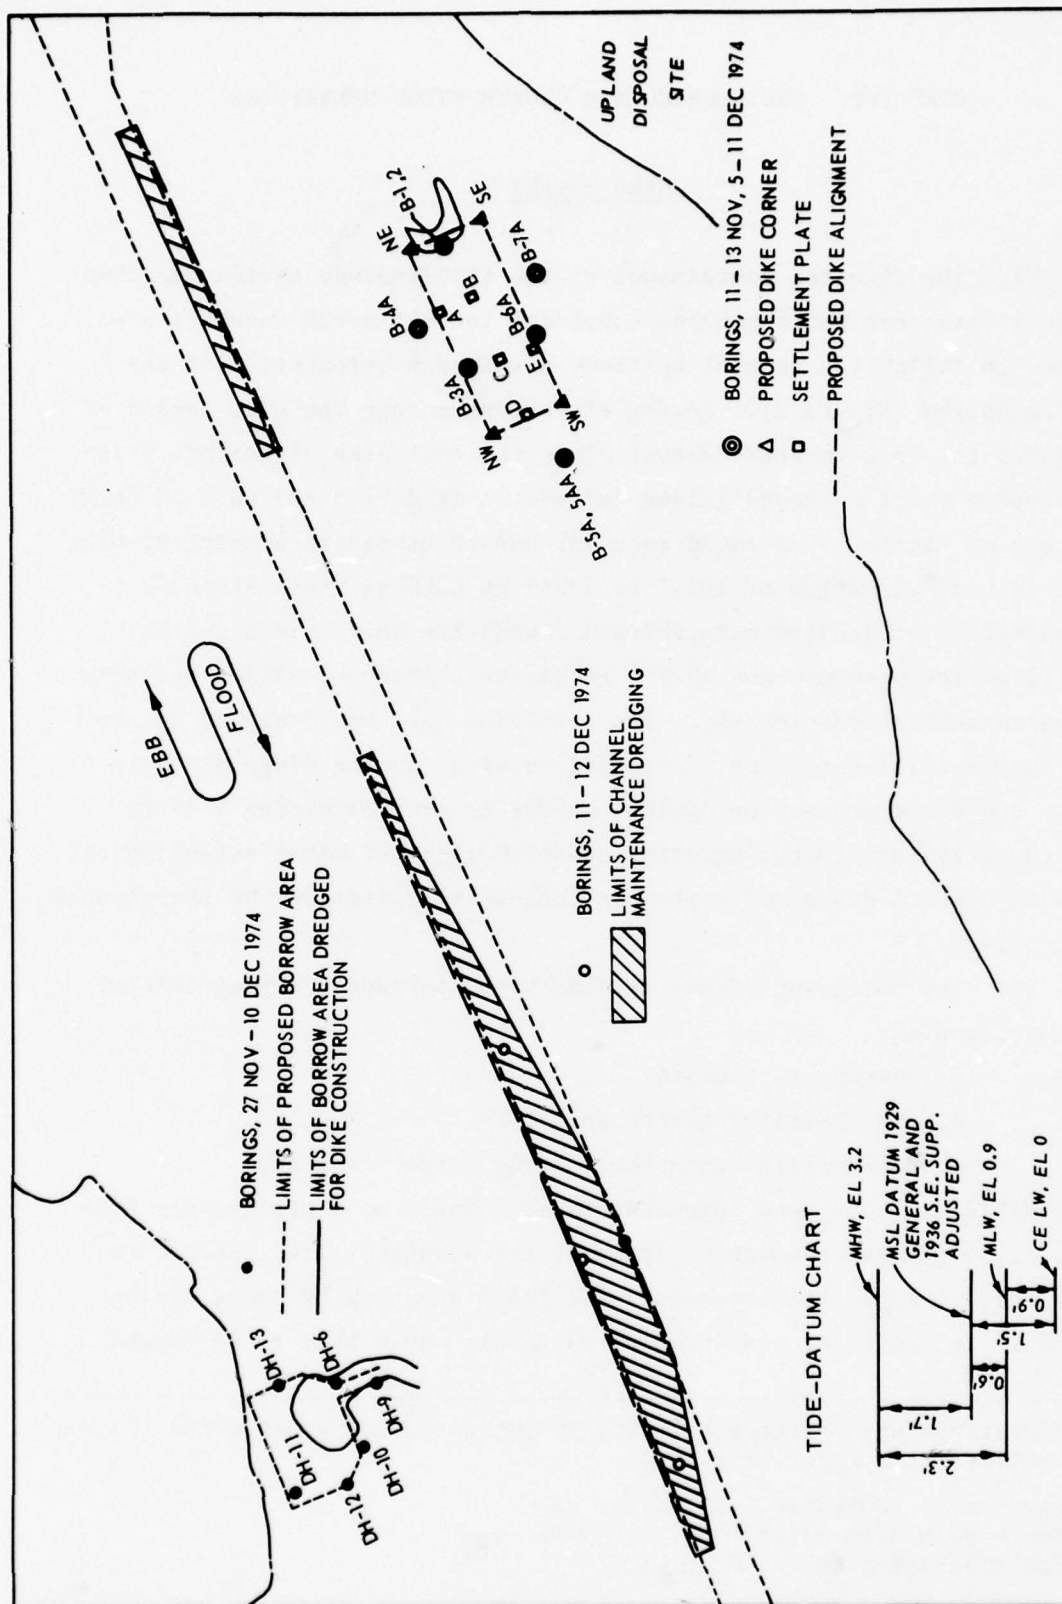 UPLAND
DISPOSAL
SITE
EBB
FLOOD
NE
B-1,2
SE
B-4A
A
B
B-7A
B-3A
C
B-6A
NW
D
E
SW
B-5A, 5AA
BORINGS, 11, 13 NOV, 5-11 DEC 1974
PROPOSED DIKE CORNER
SETTLEMENT PLATE
PROPOSED DIKE ALIGNMENT
BORINGS, 27 NOV-10 DEC 1974
LIMITS OF PROPOSED BORROW AREA
LIMITS OF BORROW AREA DREDGED
FOR DIKE CONSTRUCTION
BORINGS, 11-12 DEC 1974
LIMITS OF CHANNEL
MAINTENANCE DREDGING
DH-13
DH-6
DH-11
DH-9
DH-10
DH-12
TIDE-DATUM CHART
MHW, EL 3.2
MSL DATUM 1929
GENERAL AND
1936 S.E. SUPP.
ADJUSTED
MLW, EL 0.9
CE LW, EL 0
2.3'
1.7'
0.6'
1.5'
0.9'